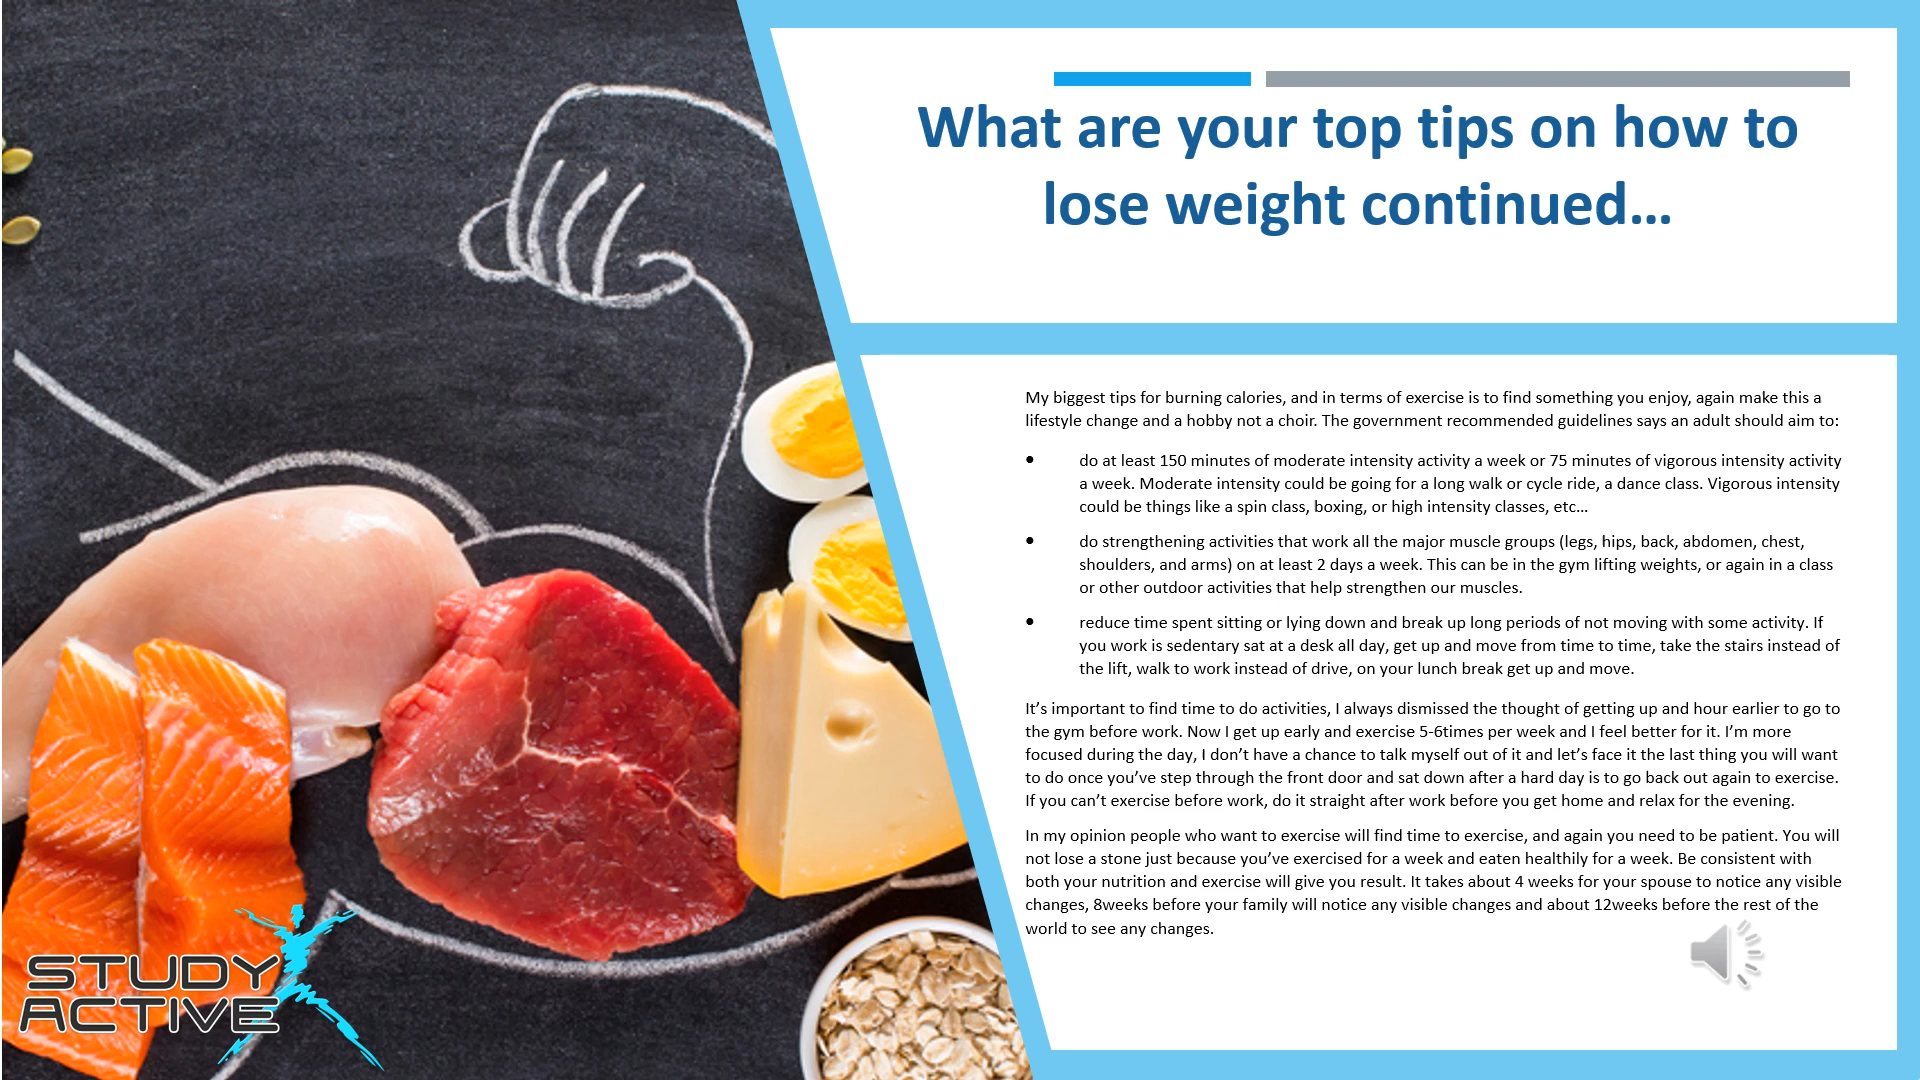 What are your top tips on how to
lose weight continued...
My biggest tips for burning calories, and in terms of exercise is to find something you enjoy, again make this a
lifestyle change and a hobby not a choir. The government recommended guidelines says an adult should aim to:
• do at least 150 minutes of moderate intensity activity a week or 75 minutes of vigorous intensity activity
a week. Moderate intensity could be going for a long walk or cycle ride, a dance class. Vigorous intensity
could be things like a spin class, boxing, or high intensity classes, etc...
• do strengthening activities that work all the major muscle groups (legs, hips, back, abdomen, chest,
shoulders, and arms) on at least 2 days a week. This can be in the gym lifting weights, or again in a class
or other outdoor activities that help strengthen our muscles.
• reduce time spent sitting or lying down and break up long periods of not moving with some activity. If
you work is sedentary sat at a desk all day, get up and move from time to time, take the stairs instead of
the lift, walk to work instead of drive, on your lunch break get up and move.
It's important to find time to do activities, I always dismissed the thought of getting up and hour earlier to go to
the gym before work. Now I get up early and exercise 5-6times per week and I feel better for it. I'm more
focused during the day, I don't have a chance to talk myself out of it and let's face it the last thing you will want
to do once you've step through the front door and sat down after a hard day is to go back out again to exercise.
If you can't exercise before work, do it straight after work before you get home and relax for the evening.
In my opinion people who want to exercise will find time to exercise, and again you need to be patient. You will
not lose a stone just because you've exercised for a week and eaten healthily for a week. Be consistent with
both your nutrition and exercise will give you result. It takes about 4 weeks for your spouse to notice any visible
changes, 8weeks before your family will notice any visible changes and about 12weeks before the rest of the
world to see any changes.
STUDY
ACTIVE